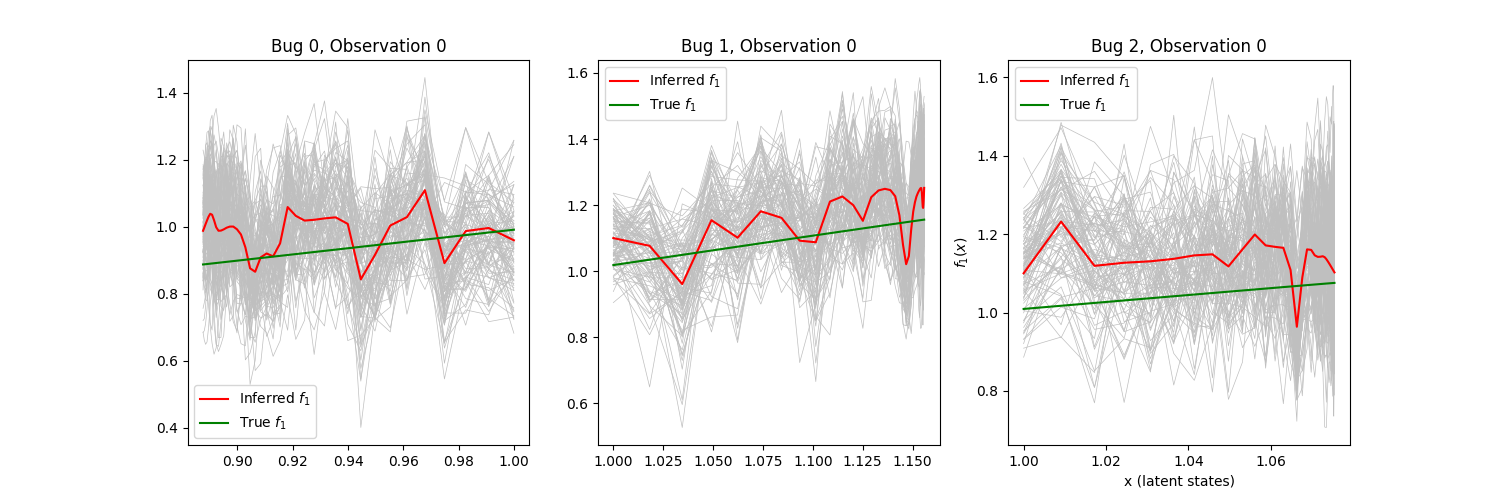 Bug 0, Observation 0
1.4
1.2
1.0
0.8
0.6
0.4
Inferred f₁
True f₁
0.90 0.92 0.94 0.96 0.98 1.00
Bug 1, Observation 0
1.6
1.4
1.2
1.0
0.8
0.6
Inferred f₁
True f₁
1.000 1.025 1.050 1.075 1.100 1.125 1.150
Bug 2, Observation 0
f₁(x)
1.6
1.4
1.2
1.0
0.8
Inferred f₁
True f₁
1.00 1.02 1.04 1.06
x (latent states)